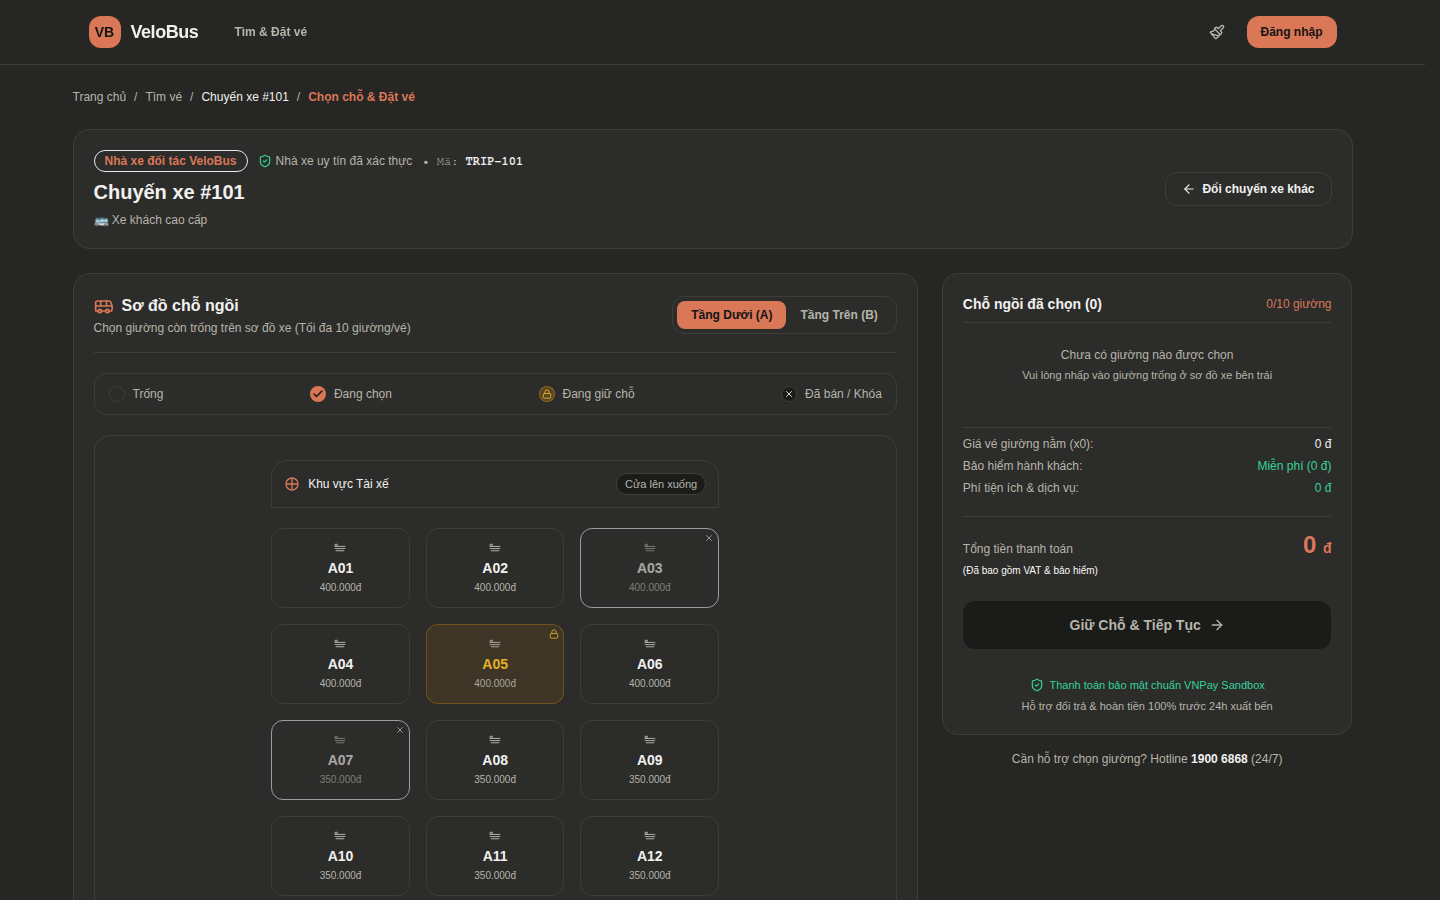 VB VeloBus Tìm & Đặt vé Đăng nhập
Trang chủ / Tìm vé / Chuyến xe #101 / Chọn chỗ & Đặt vé
Nhà xe đối tác VeloBus Nhà xe uy tín đã xác thực • Mã: TRIP-101
Chuyến xe #101
Xe khách cao cấp
Đổi chuyến xe khác
Sơ đồ chỗ ngồi
Chọn giường còn trống trên sơ đồ xe (Tối đa 10 giường/vé)
Tầng Dưới (A) Tầng Trên (B)
Trống Đang chọn Đang giữ chỗ Đã bán / Khóa
Khu vực Tài xế Cửa lên xuống
A01 A02 A03
400.000đ 400.000đ 400.000đ
A04 A05 A06
400.000đ 400.000đ 400.000đ
A07 A08 A09
350.000đ 350.000đ 350.000đ
A10 A11 A12
350.000đ 350.000đ 350.000đ
Chỗ ngồi đã chọn (0) 0/10 giường
Chưa có giường nào được chọn
Vui lòng nhấp vào giường trống ở sơ đồ xe bên trái
Giá vé giường nằm (x0): 0 đ
Bảo hiểm hành khách: Miễn phí (0 đ)
Phí tiện ích & dịch vụ: 0 đ
Tổng tiền thanh toán 0 đ
(Đã bao gồm VAT & bảo hiểm)
Giữ Chỗ & Tiếp Tục
Thanh toán bảo mật chuẩn VNPay Sandbox
Hỗ trợ đổi trả & hoàn tiền 100% trước 24h xuất bến
Cần hỗ trợ chọn giường? Hotline 1900 6868 (24/7)